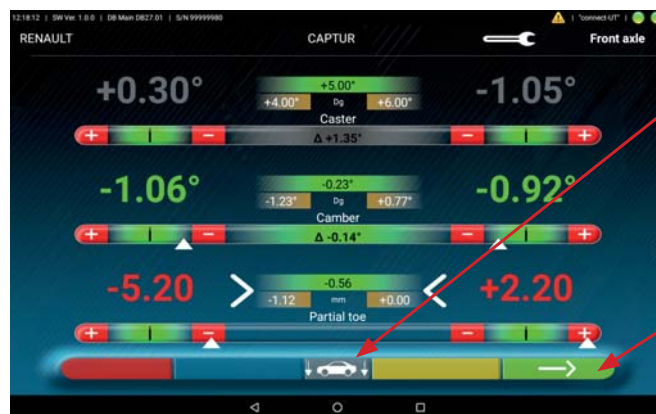 12:18:12 | SW Ver. 1.0.0 | DB Main DB27.01 | S/N 99999980 | "connect-UT" |
RENAULT CAPTUR Front axle
+0.30° +5.00° -1.05°
+4.00° Dg +6.00°
Caster
+ - Δ +1.35° - +
-1.06° -0.23° -0.92°
-1.23° Dg +0.77°
Camber
+ - Δ -0.14° - +
-5.20 -0.56 +2.20
-1.12 mm +0.00
Partial toe
+ - - +